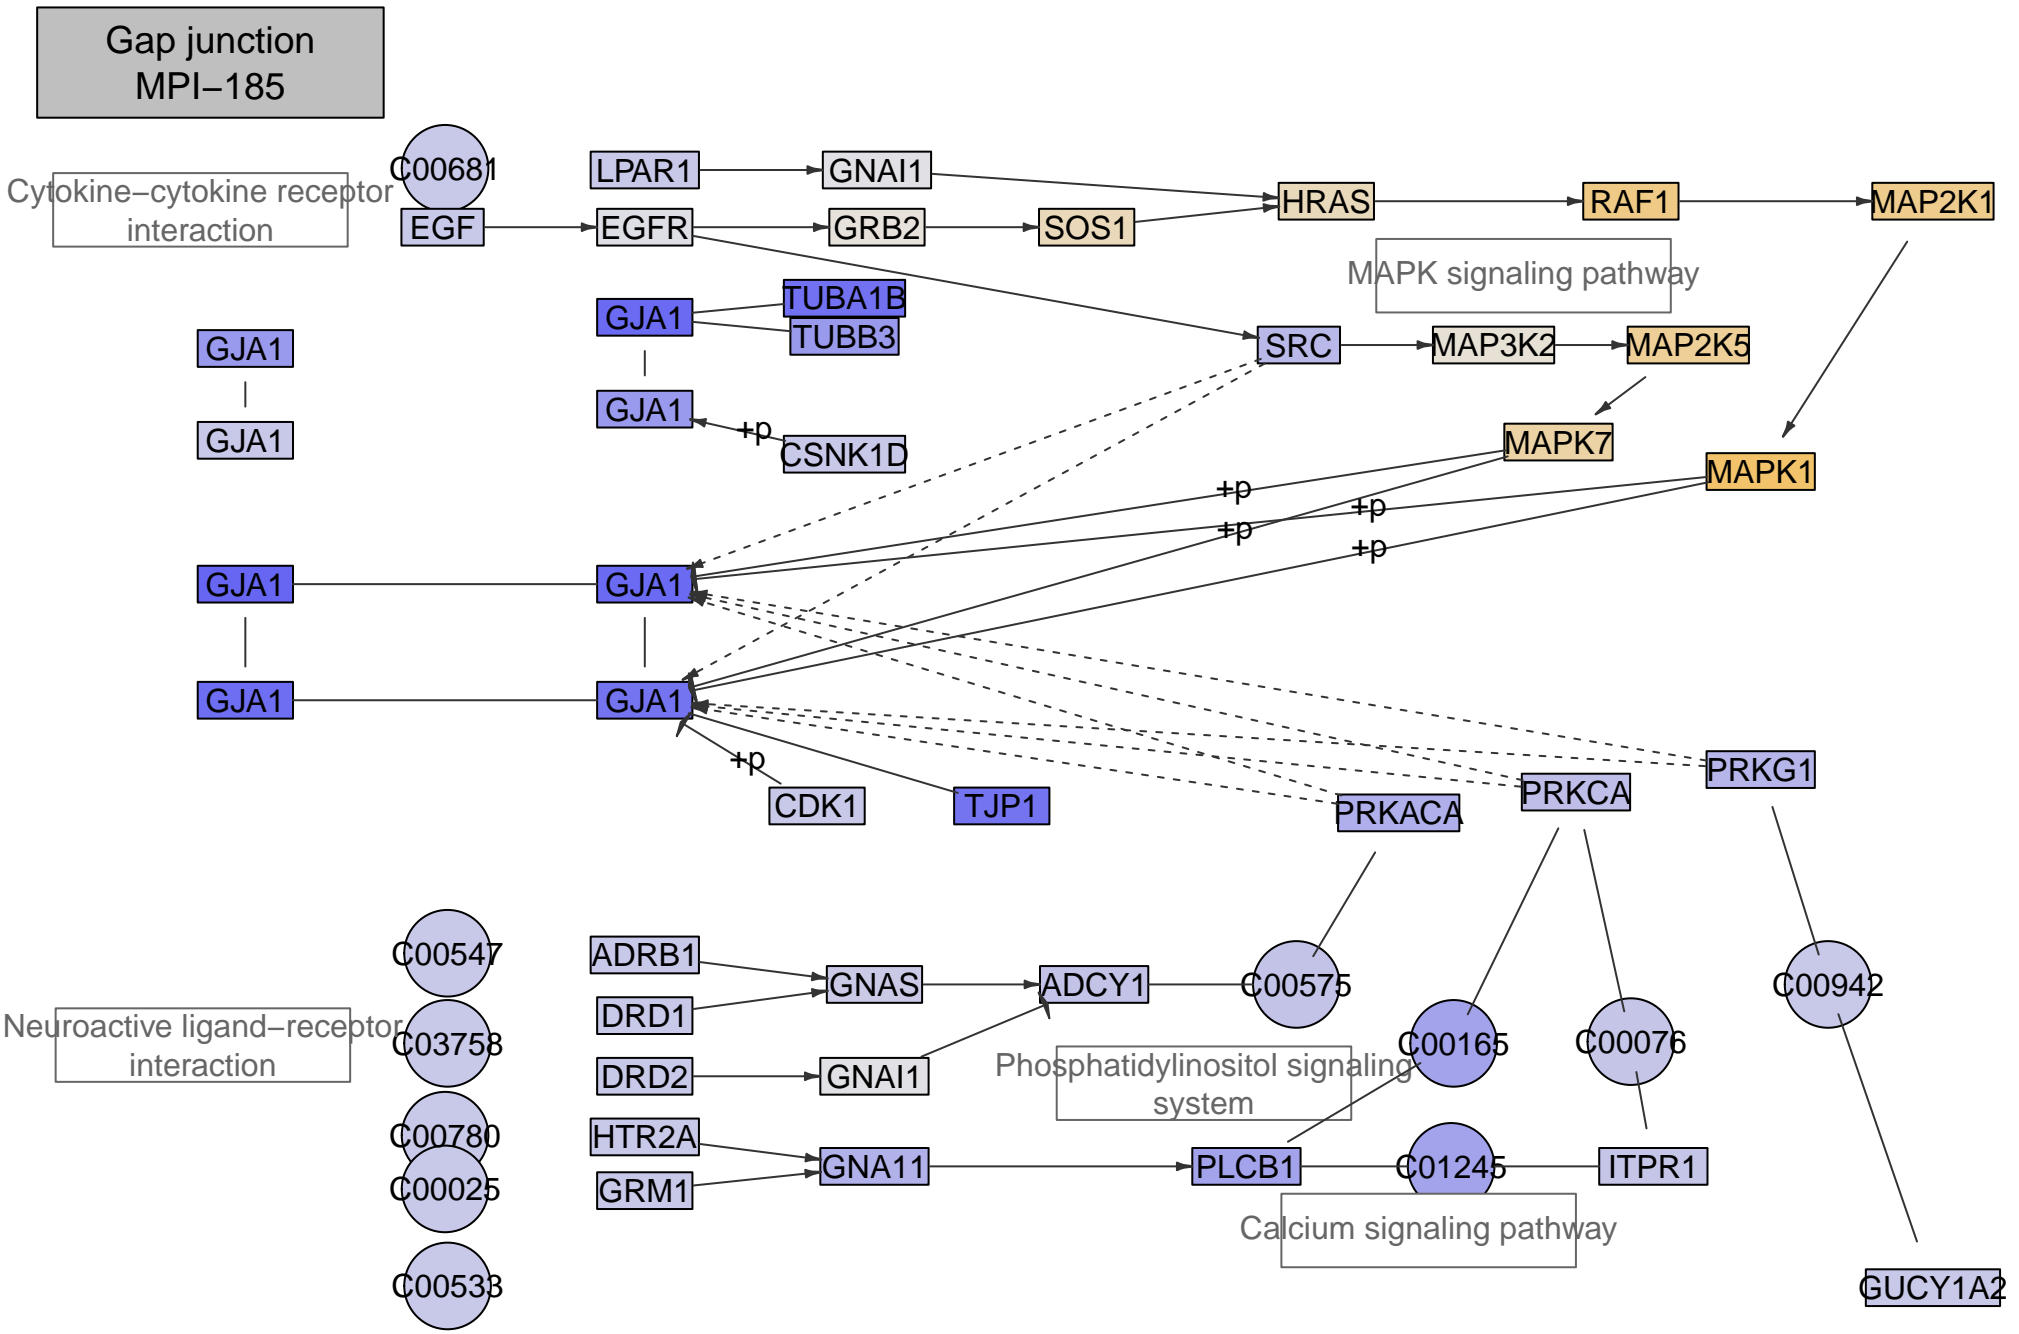 Gap junction
MPI−185
C00681
LPAR1
GNAI1
Cytokine−cytokine receptor
interaction
HRAS
RAF1
MAP2K1
EGF
EGFR
GRB2
SOS1
MAPK signaling pathway
TUBA1B
GJA1
TUBB3
GJA1
SRC
MAP3K2
MAP2K5
GJA1
+p
CSNK1D
GJA1
MAPK7
MAPK1
+p
+p
+p
+p
GJA1
GJA1
GJA1
GJA1
+p
CDK1
TJP1
PRKACA
PRKCA
PRKG1
C00547
ADRB1
GNAS
ADCY1
C00575
C00942
DRD1
Neuroactive ligand−receptor
interaction
C03758
C00165
C00076
DRD2
GNAI1
Phosphatidylinositol signaling
system
C00780
HTR2A
GNA11
PLCB1
C01245
ITPR1
C00025
GRM1
Calcium signaling pathway
C00533
GUCY1A2